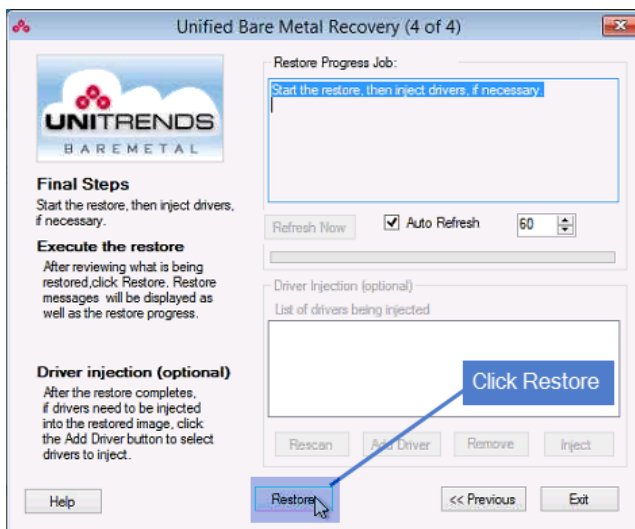 Unified Bare Metal Recovery (4 of 4)
UNITRENDS
BAREMETAL
Final Steps
Start the restore, then inject drivers,
if necessary.
Execute the restore
After reviewing what is being
restored,click Restore. Restore
messages will be displayed as
well as the restore progress.
Driver injection (optional)
After the restore completes,
if drivers need to be injected
into the restored image, click
the Add Driver button to select
drivers to inject.
Restore Progress Job:
Start the restore, then inject drivers, if necessary.
Refresh Now
Auto Refresh
60
Driver Injection (optional)
List of drivers being injected
Click Restore
Rescan
Add Driver
Remove
Inject
Help
Restore
<< Previous
Exit